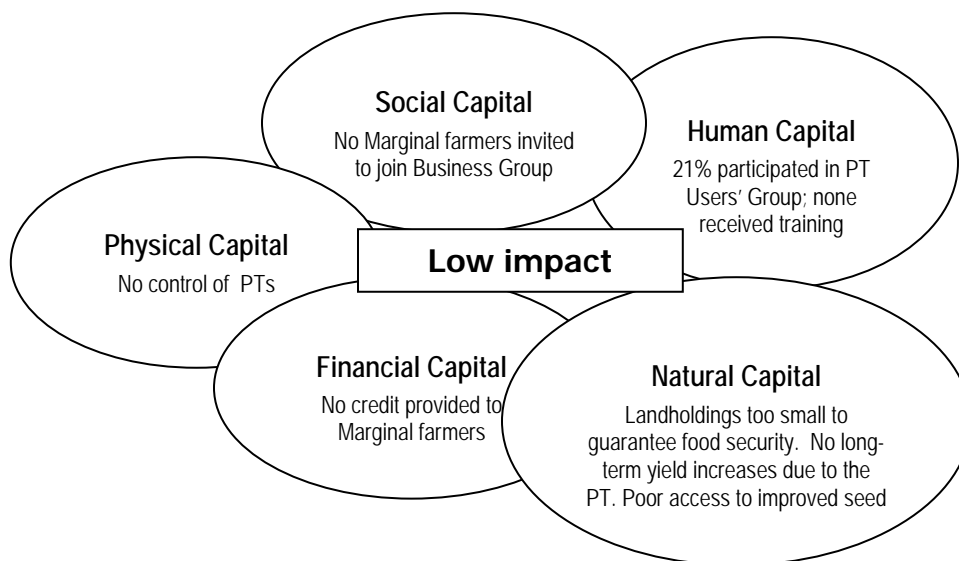 Social Capital
No Marginal farmers invited
to join Business Group
Human Capital
21% participated in PT
Users' Group; none
received training
Physical Capital
No control of PTs
Low impact
Financial Capital
No credit provided to
Marginal farmers
Natural Capital
Landholdings too small to
guarantee food security. No long-
term yield increases due to the
PT. Poor access to improved seed